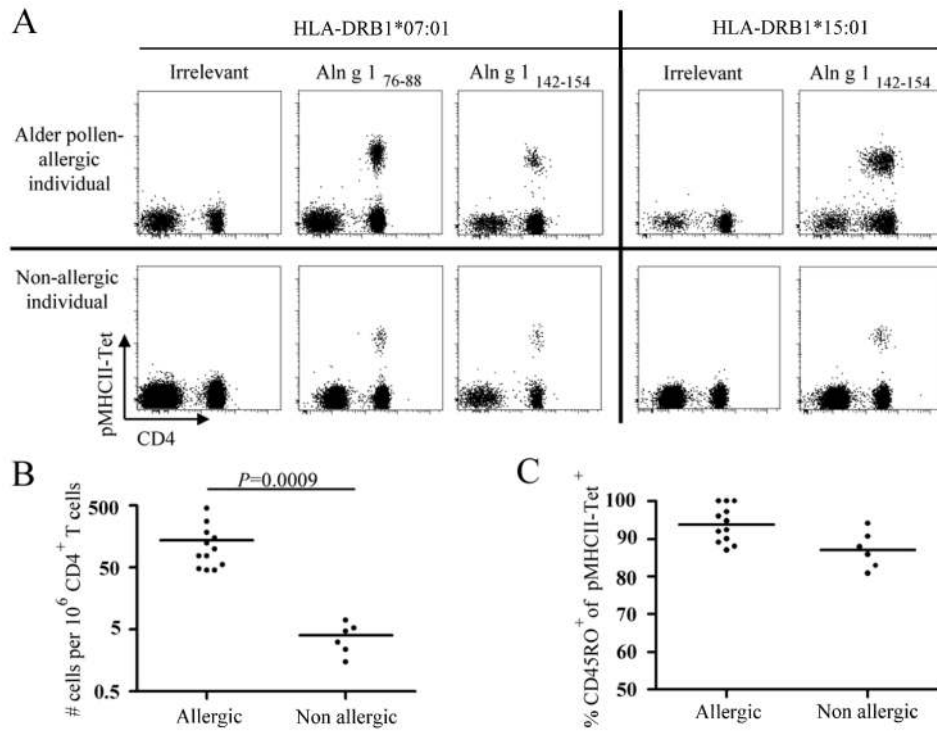 A
HLA-DRB1*07:01
HLA-DRB1*15:01
Irrelevant
Aln g 1 76-88
Aln g 1 142-154
Irrelevant
Aln g 1 142-154
Alder pollen-
allergic
individual
Non-allergic
individual
pMHCII-Tet
CD4
B
P=0.0009
# cells per 10^6 CD4^+ T cells
500
50
5
0.5
Allergic
Non allergic
C
% CD45RO^+ of pMHCII-Tet^+
100
90
80
70
60
50
Allergic
Non allergic